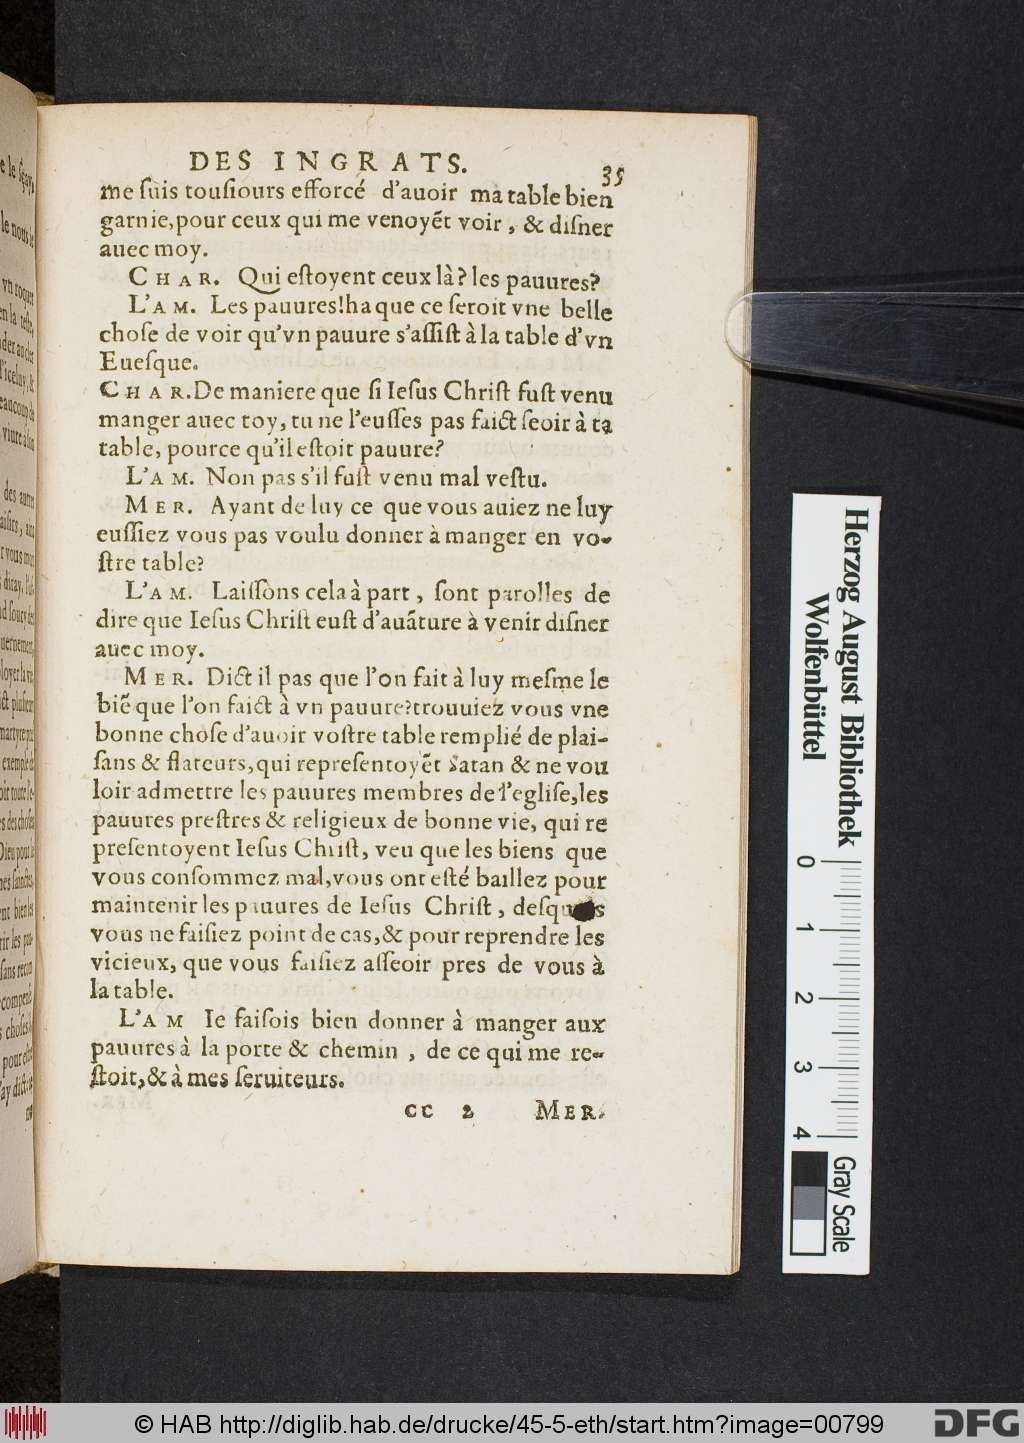 DES INGRATS. 35
me ſuis touſiours efforcé d'auoir ma table bien
garnie, pour ceux qui me venoyẽt voir, & diſner
auec moy.
CHAR. Qui eſtoyent ceux là? les pauures?
L'AM. Les pauures! ha que ce ſeroit vne belle
choſe de voir qu'vn pauure s'aſſiſt à la table d'vn
Eueſque.
CHAR. De maniere que ſi Ieſus Chriſt fuſt venu
manger auec toy, tu ne l'euſſes pas faict ſeoir à ta
table, pource qu'il eſtoit pauure?
L'AM. Non pas s'il fuſt venu mal veſtu.
MER. Ayant de luy ce que vous auiez ne luy
euſſiez vous pas voulu donner à manger en vo-
ſtre table?
L'AM. Laiſſons cela à part, ſont parolles de
dire que Ieſus Chriſt euſt d'auãture à venir diſner
auec moy.
MER. Dict il pas que l'on fait à luy meſme le
biẽ que l'on faict à vn pauure? trouuiez vous vne
bonne choſe d'auoir voſtre table remplié de plai-
ſans & flateurs, qui repreſentoyẽt Satan & ne vou
loir admettre les pauures membres de l'egliſe, les
pauures preſtres & religieux de bonne vie, qui re
preſentoyent Ieſus Chriſt, veu que les biens que
vous conſommez mal, vous ont eſté baillez pour
maintenir les pauures de Ieſus Chriſt, deſquels
vous ne faiſiez point de cas, & pour reprendre les
vicieux, que vous faiſiez aſſeoir pres de vous à
la table.
L'AM Ie faiſois bien donner à manger aux
pauures à la porte & chemin, de ce qui me re-
ſtoit, & à mes ſeruiteurs.
CC 2 MER.
Herzog August Bibliothek
Wolfenbüttel
0 1 2 3 4
Gray Scale
© HAB http://diglib.hab.de/drucke/45-5-eth/start.htm?image=00799
DFG